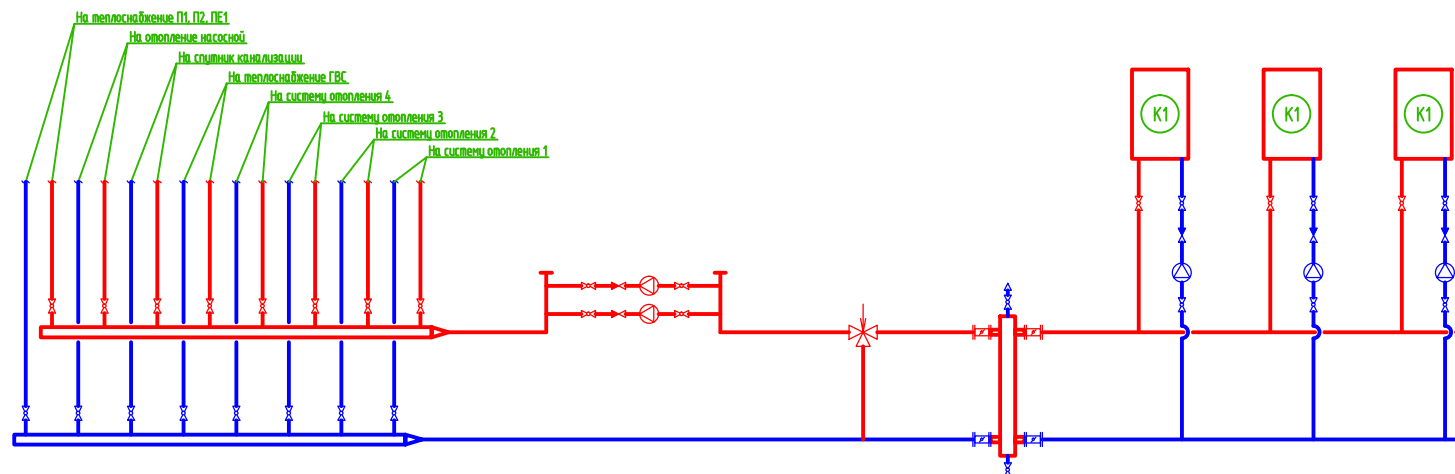 На теплоснабжение П1, П2, ПЕ1
На отопление насосной
На спутник канализации
На теплоснабжение ГВС
На систему отопления 4
На систему отопления 3
На систему отопления 2
На систему отопления 1
К1
К1
К1